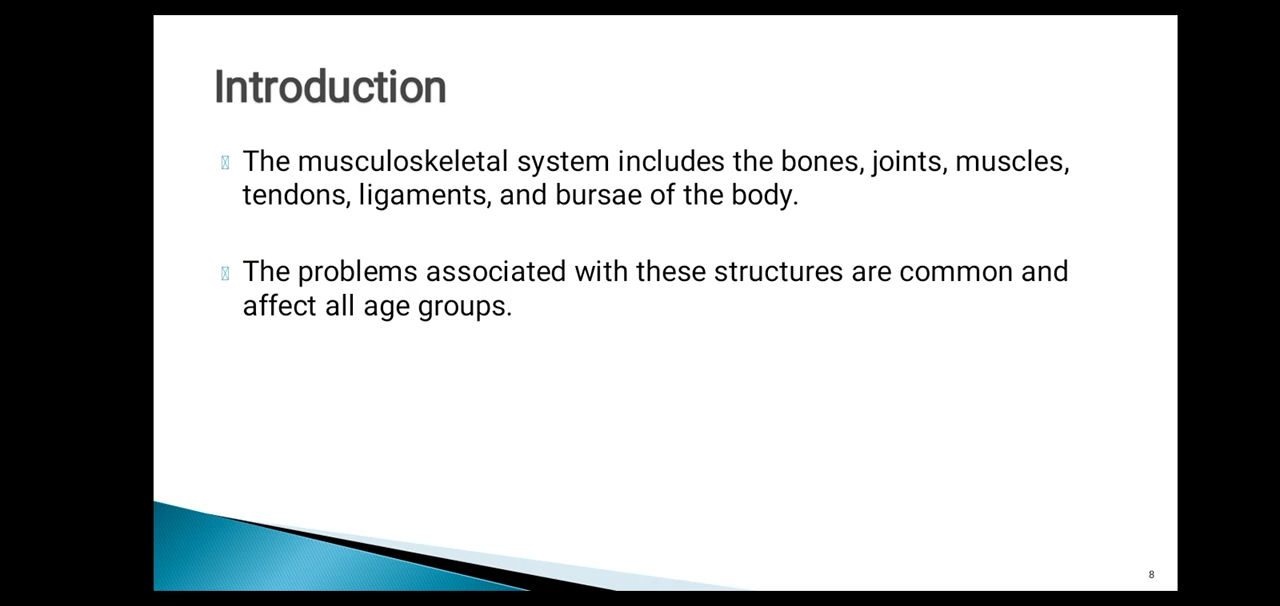 Introduction
The musculoskeletal system includes the bones, joints, muscles,
tendons, ligaments, and bursae of the body.
The problems associated with these structures are common and
affect all age groups.
8